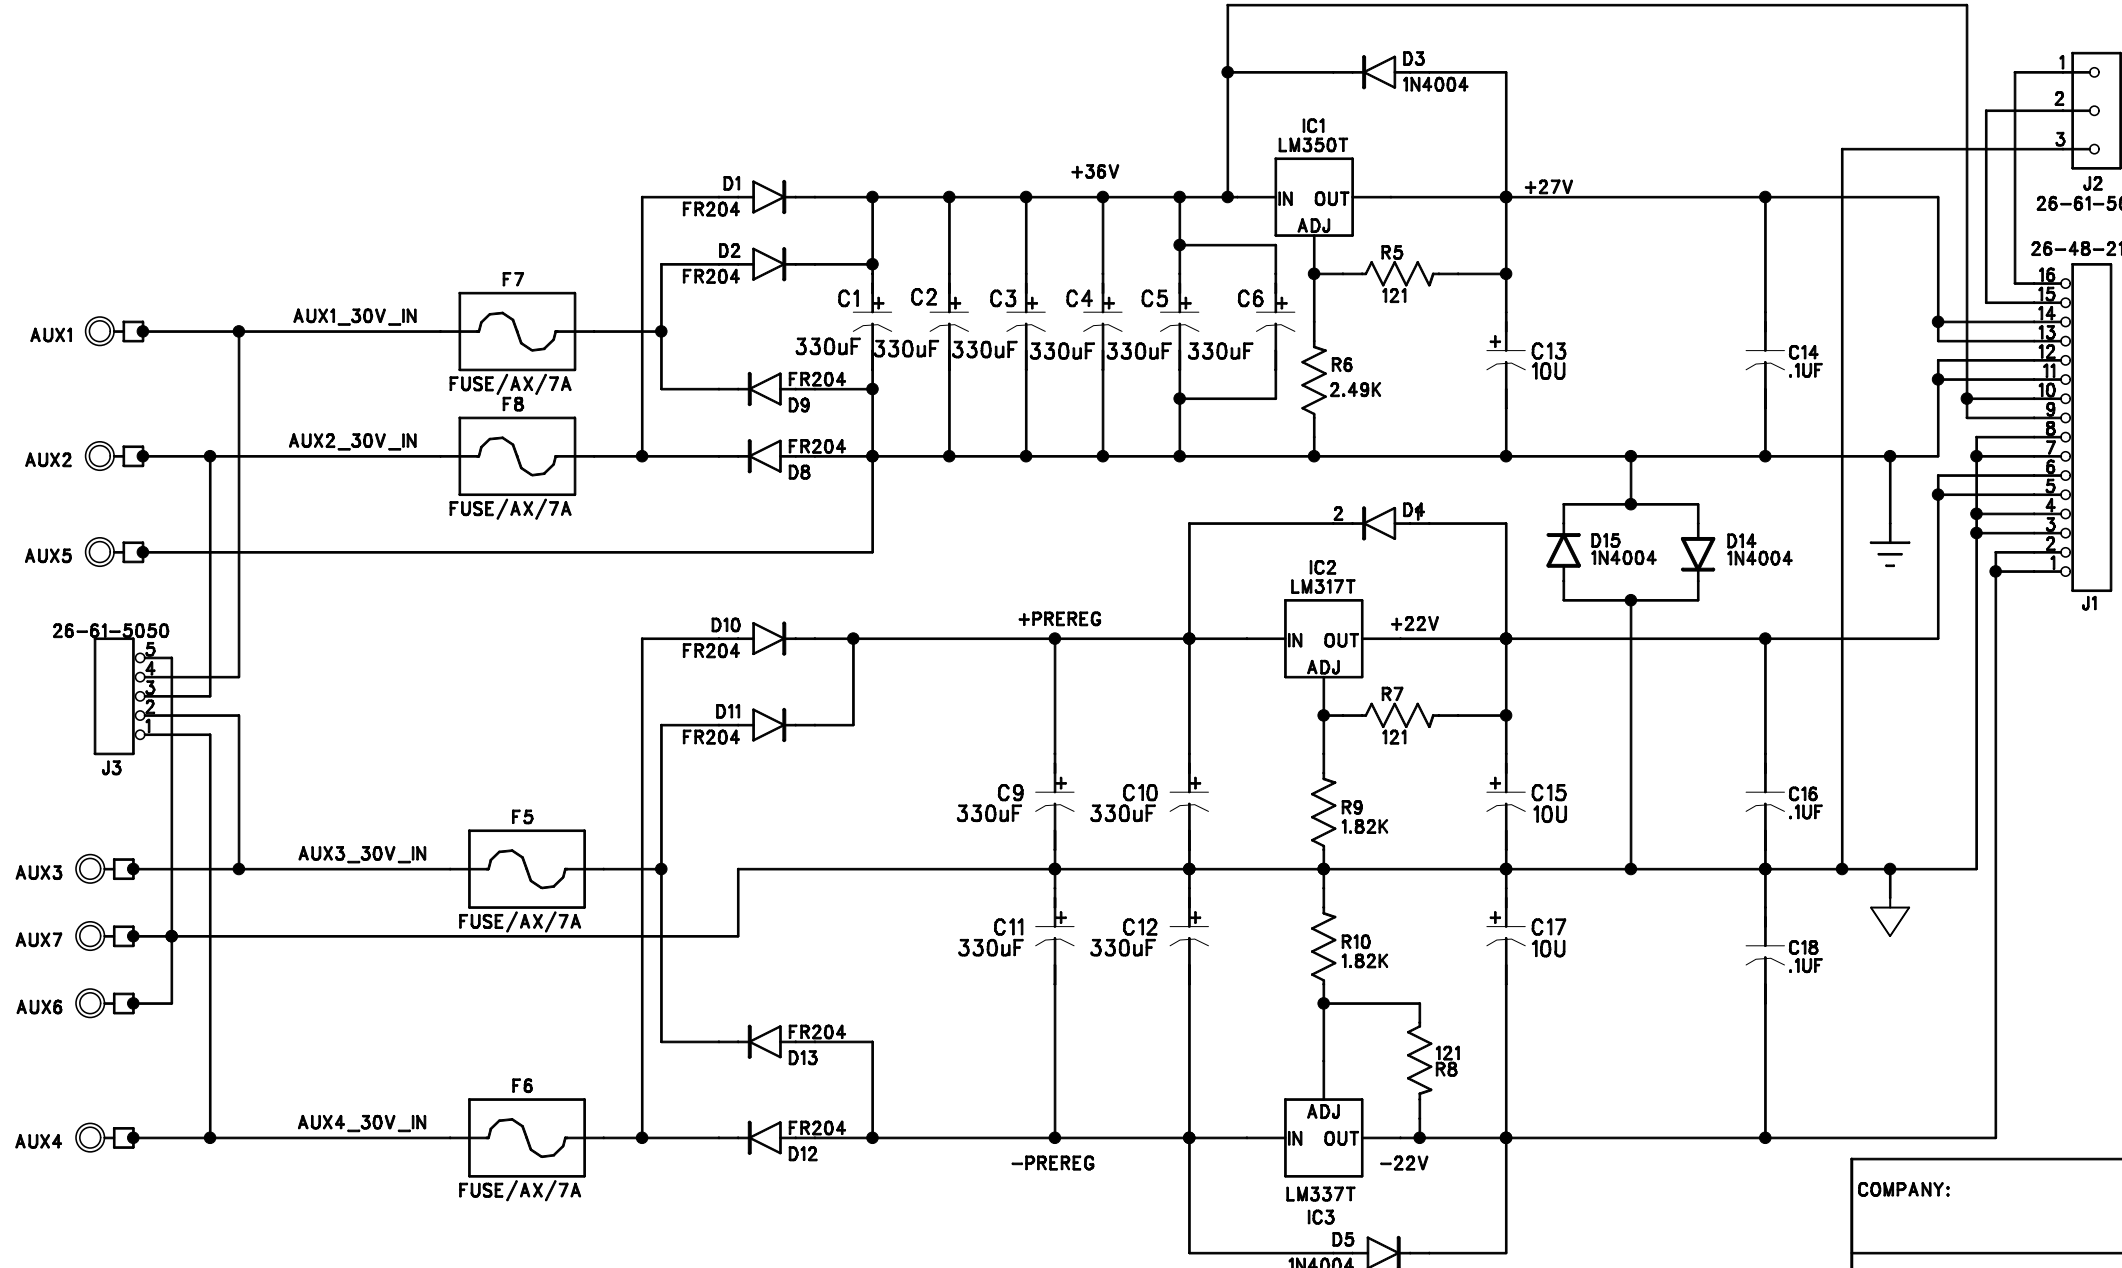 D3
1N4004
1
2
3
J2
26-61-50
IC1
LM350T
IN OUT
ADJ
+36V
+27V
D1
FR204
D2
FR204
R5
121
26-48-21
16
15
14
13
12
11
10
9
8
7
6
5
4
3
2
1
J1
F7
AUX1
AUX1_30V_IN
FUSE/AX/7A
C1
+
330uF
C2
+
330uF
C3
+
330uF
C4
+
330uF
C5
+
330uF
C6
+
330uF
R6
2.49K
+
C13
10U
C14
.1UF
FR204
D9
F8
AUX2
AUX2_30V_IN
FUSE/AX/7A
FR204
D8
AUX5
2
D4
1
D15
1N4004
D14
1N4004
IC2
LM317T
IN OUT
ADJ
+PREREG
+22V
D10
FR204
D11
FR204
26-61-5050
5
4
3
2
1
J3
R7
121
C9
+
330uF
C10
+
330uF
R9
1.82K
+
C15
10U
C16
.1UF
F5
AUX3
AUX3_30V_IN
FUSE/AX/7A
AUX7
AUX6
C11
+
330uF
C12
+
330uF
R10
1.82K
+
C17
10U
C18
.1UF
FR204
D13
121
R8
F6
AUX4
AUX4_30V_IN
FUSE/AX/7A
FR204
D12
ADJ
IN OUT
-PREREG
-22V
LM337T
IC3
D5
1N4004
COMPANY: